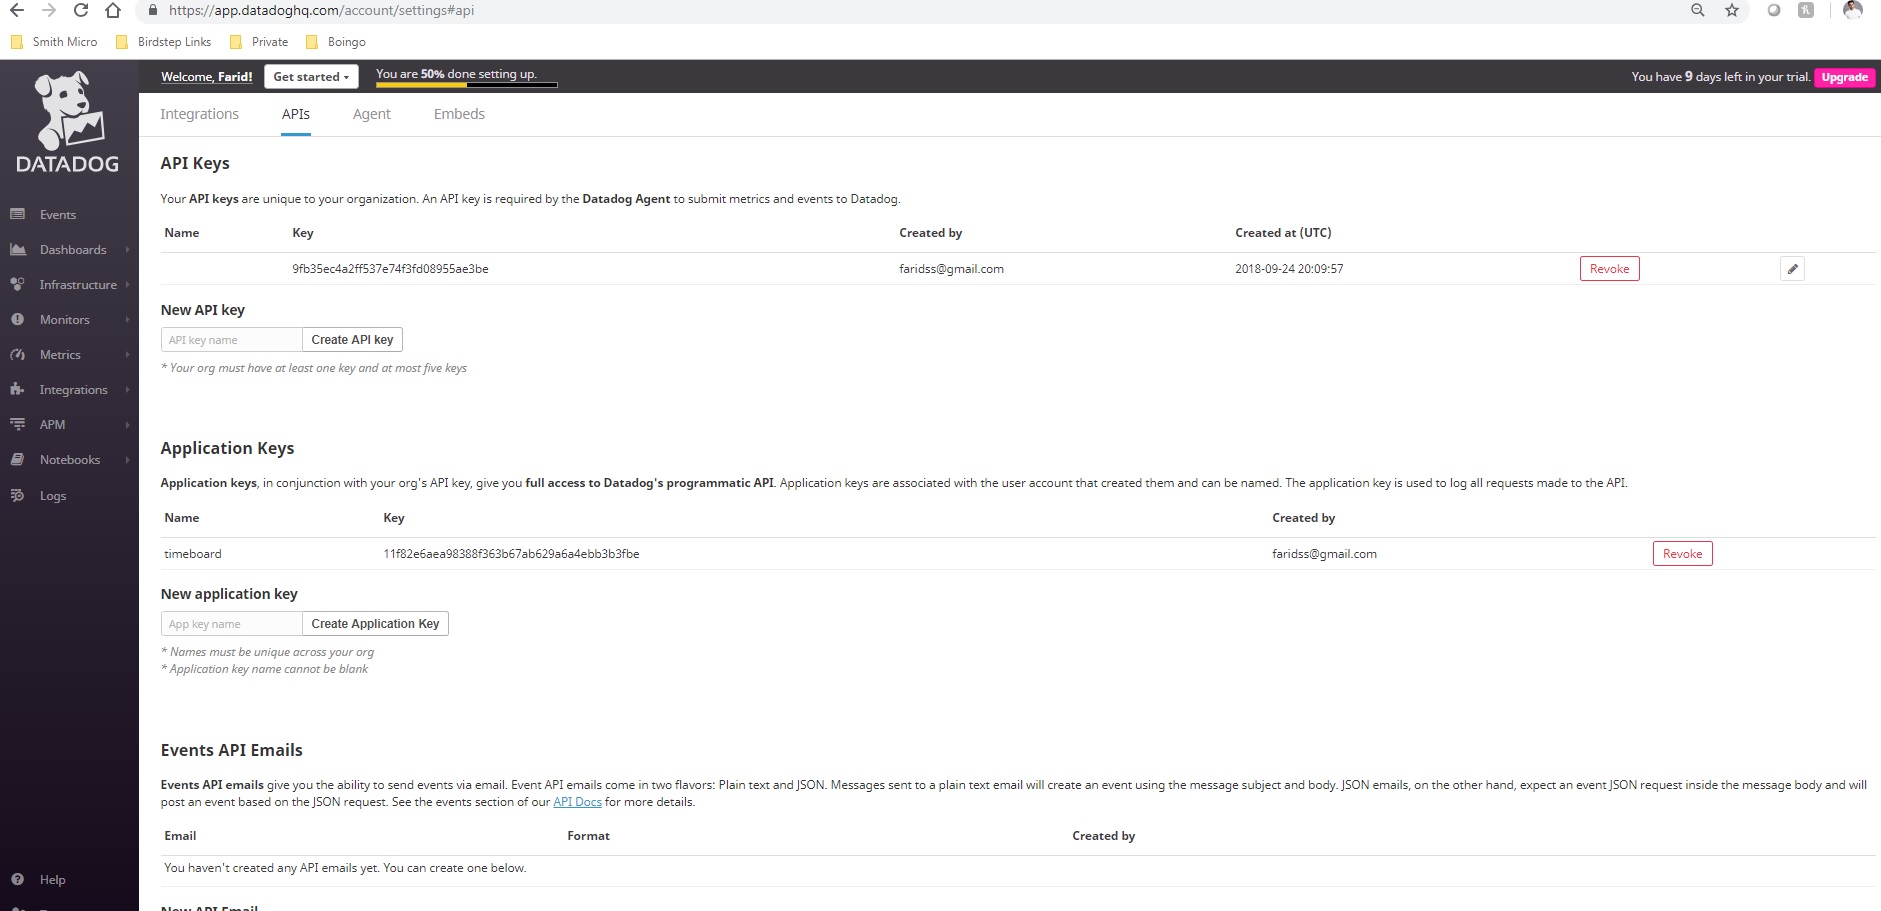 https://app.datadoghq.com/account/settings#api
Smith Micro Birdstep Links Private Boingo
DATADOG
Welcome, Farid! Get started You are 50% done setting up. You have 9 days left in your trial. Upgrade
Integrations APIs Agent Embeds
Events
Dashboards
Infrastructure
Monitors
Metrics
Integrations
APM
Notebooks
Logs
Help
API Keys
Your API keys are unique to your organization. An API key is required by the Datadog Agent to submit metrics and events to Datadog.
Name Key Created by Created at (UTC)
9fb35ec4a2ff537e74f3fd08955ae3be faridss@gmail.com 2018-09-24 20:09:57 Revoke
New API key
API key name Create API key
* Your org must have at least one key and at most five keys
Application Keys
Application keys, in conjunction with your org's API key, give you full access to Datadog's programmatic API. Application keys are associated with the user account that created them and can be named. The application key is used to log all requests made to the API.
Name Key Created by
timeboard 11f82e6aea98388f363b67ab629a6a4ebb3b3fbe faridss@gmail.com Revoke
New application key
App key name Create Application Key
* Names must be unique across your org
* Application key name cannot be blank
Events API Emails
Events API emails give you the ability to send events via email. Event API emails come in two flavors: Plain text and JSON. Messages sent to a plain text email will create an event using the message subject and body. JSON emails, on the other hand, expect an event JSON request inside the message body and will
post an event based on the JSON request. See the events section of our API Docs for more details.
Email Format Created by
You haven't created any API emails yet. You can create one below.
New API Email